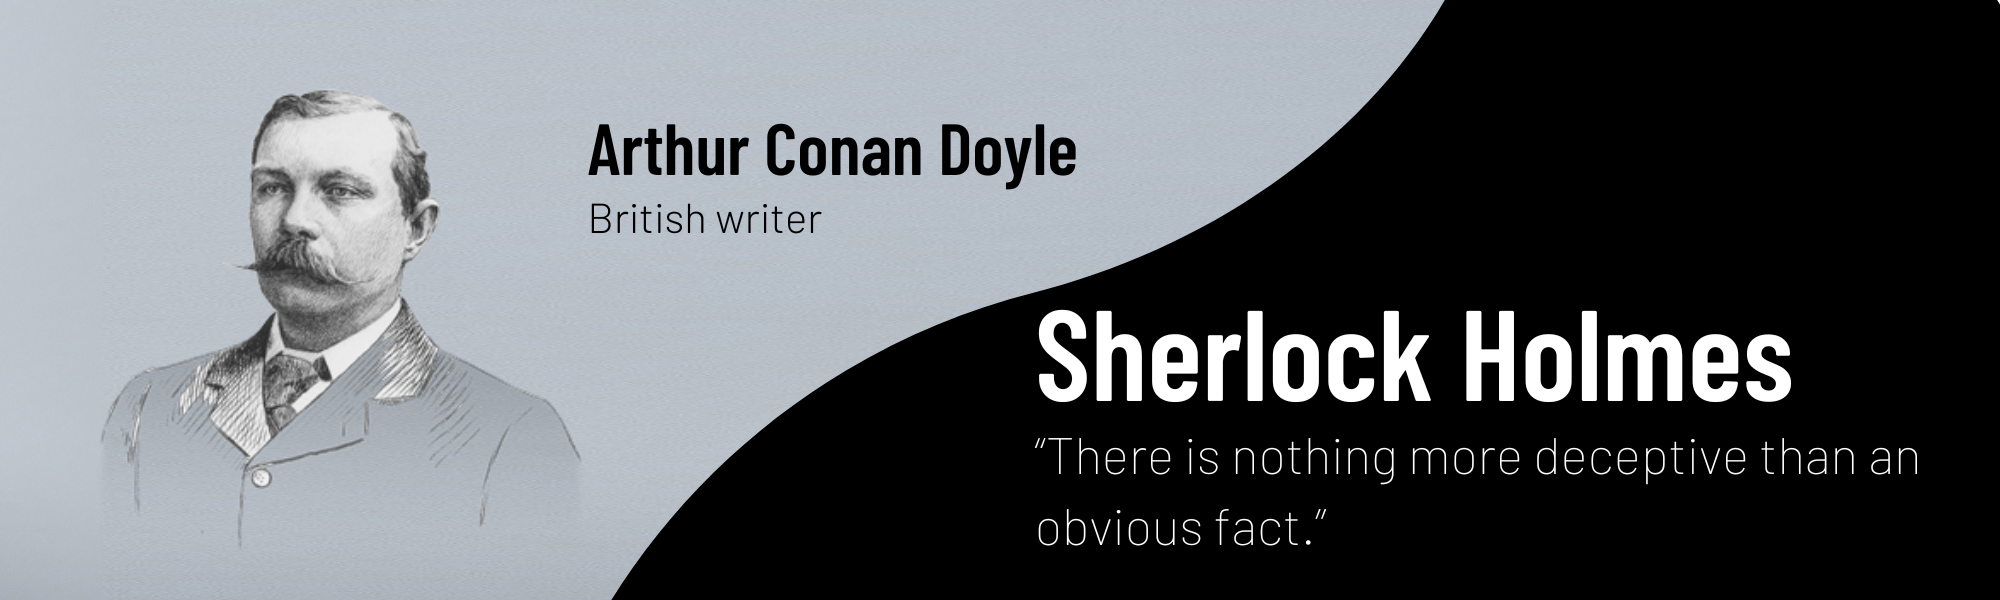 Arthur Conan Doyle
British writer
Sherlock Holmes
“There is nothing more deceptive than an
obvious fact.”